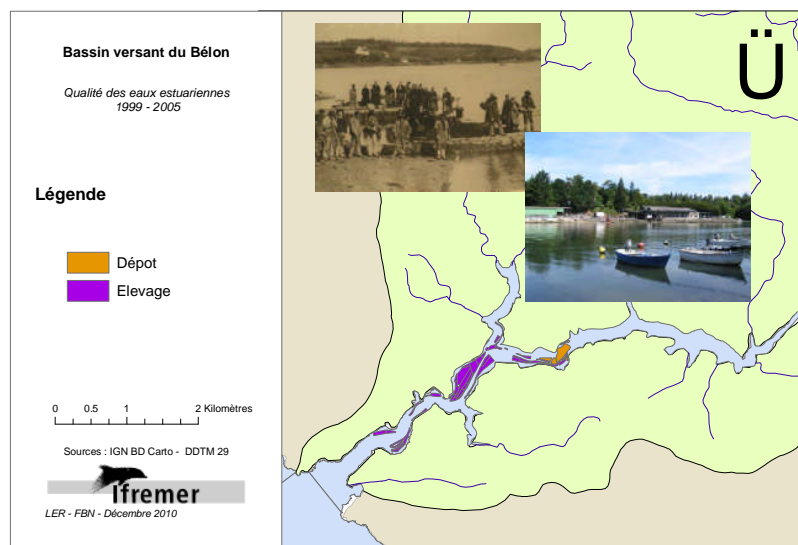 Bassin versant du Bélon
Qualité des eaux estuariennes
1999 - 2005
Légende
Dépot
Elevage
0 0.5 1 2 Kilomètres
Sources : IGN BD Carto - DDTM 29
Ifremer
LER - FBN - Décembre 2010
Ü